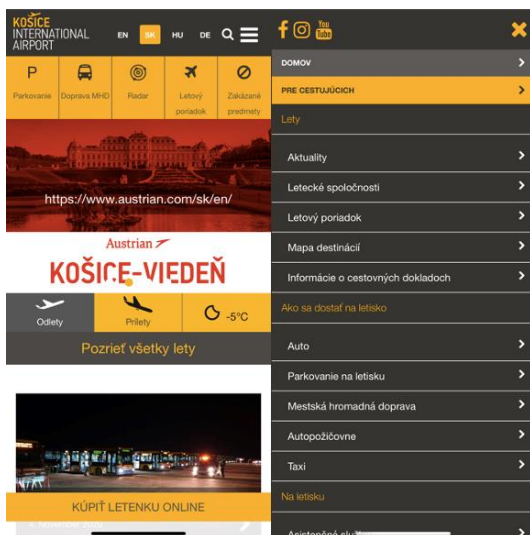 KOŠICE
INTERNATIONAL
AIRPORT
EN SK HU DE
P
Parkovanie
Doprava MHD
Radar
Letový
poriadok
Zakázané
predmety
https://www.austrian.com/sk/en/
Austrian
KOŠICE-VIEDEŇ
Odlety
Prílety
-5°C
Pozrieť všetky lety
KÚPIŤ LETENKU ONLINE
4. November 2020
You
Tube
DOMOV
PRE CESTUJÚCICH
Lety
Aktuality
Letecké spoločnosti
Letový poriadok
Mapa destinácií
Informácie o cestovných dokladoch
Ako sa dostať na letisko
Auto
Parkovanie na letisku
Mestská hromadná doprava
Autopožičovne
Taxi
Na letisku